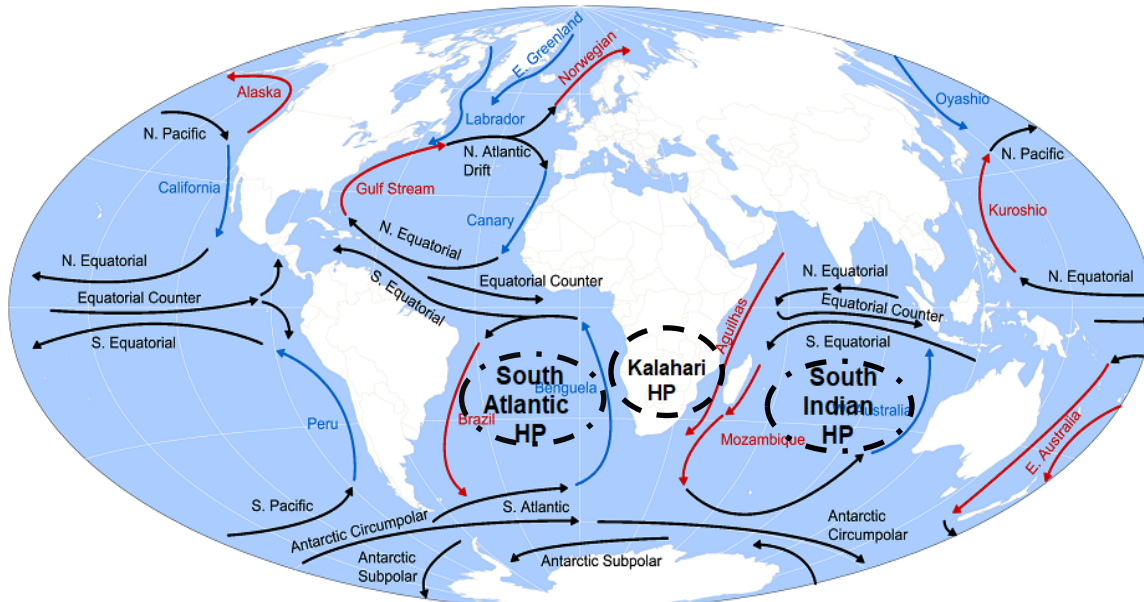 E. Greenland
Norwegian
Alaska
Oyashio
Labrador
N. Pacific
N. Atlantic
Drift
N. Pacific
California
Gulf Stream
Canary
Kuroshio
N. Equatorial
N. Equatorial
Equatorial Counter
S. Equatorial
S. Equatorial
Equatorial Counter
N. Equatorial
Equatorial Counter
S. Equatorial
N. Equatorial
Aguilhas
South
Atlantic
HP
Benguela
Kalahari
HP
South
Indian
HP
Australia
Peru
Brazil
Mozambique
E. Australia
S. Pacific
S. Atlantic
Antarctic Circumpolar
Antarctic
Circumpolar
Antarctic
Subpolar
Antarctic Subpolar